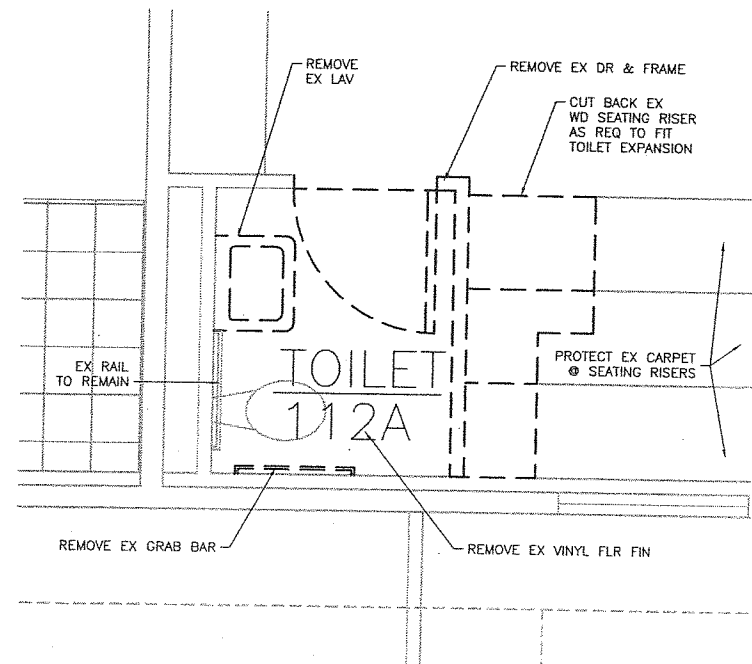 REMOVE
EX LAV
REMOVE EX DR & FRAME
CUT BACK EX
WD SEATING RISER
AS REQ TO FIT
TOILET EXPANSION
EX RAIL
TO REMAIN
TOILET
112A
PROTECT EX CARPET
@ SEATING RISERS
REMOVE EX GRAB BAR
REMOVE EX VINYL FLR FIN